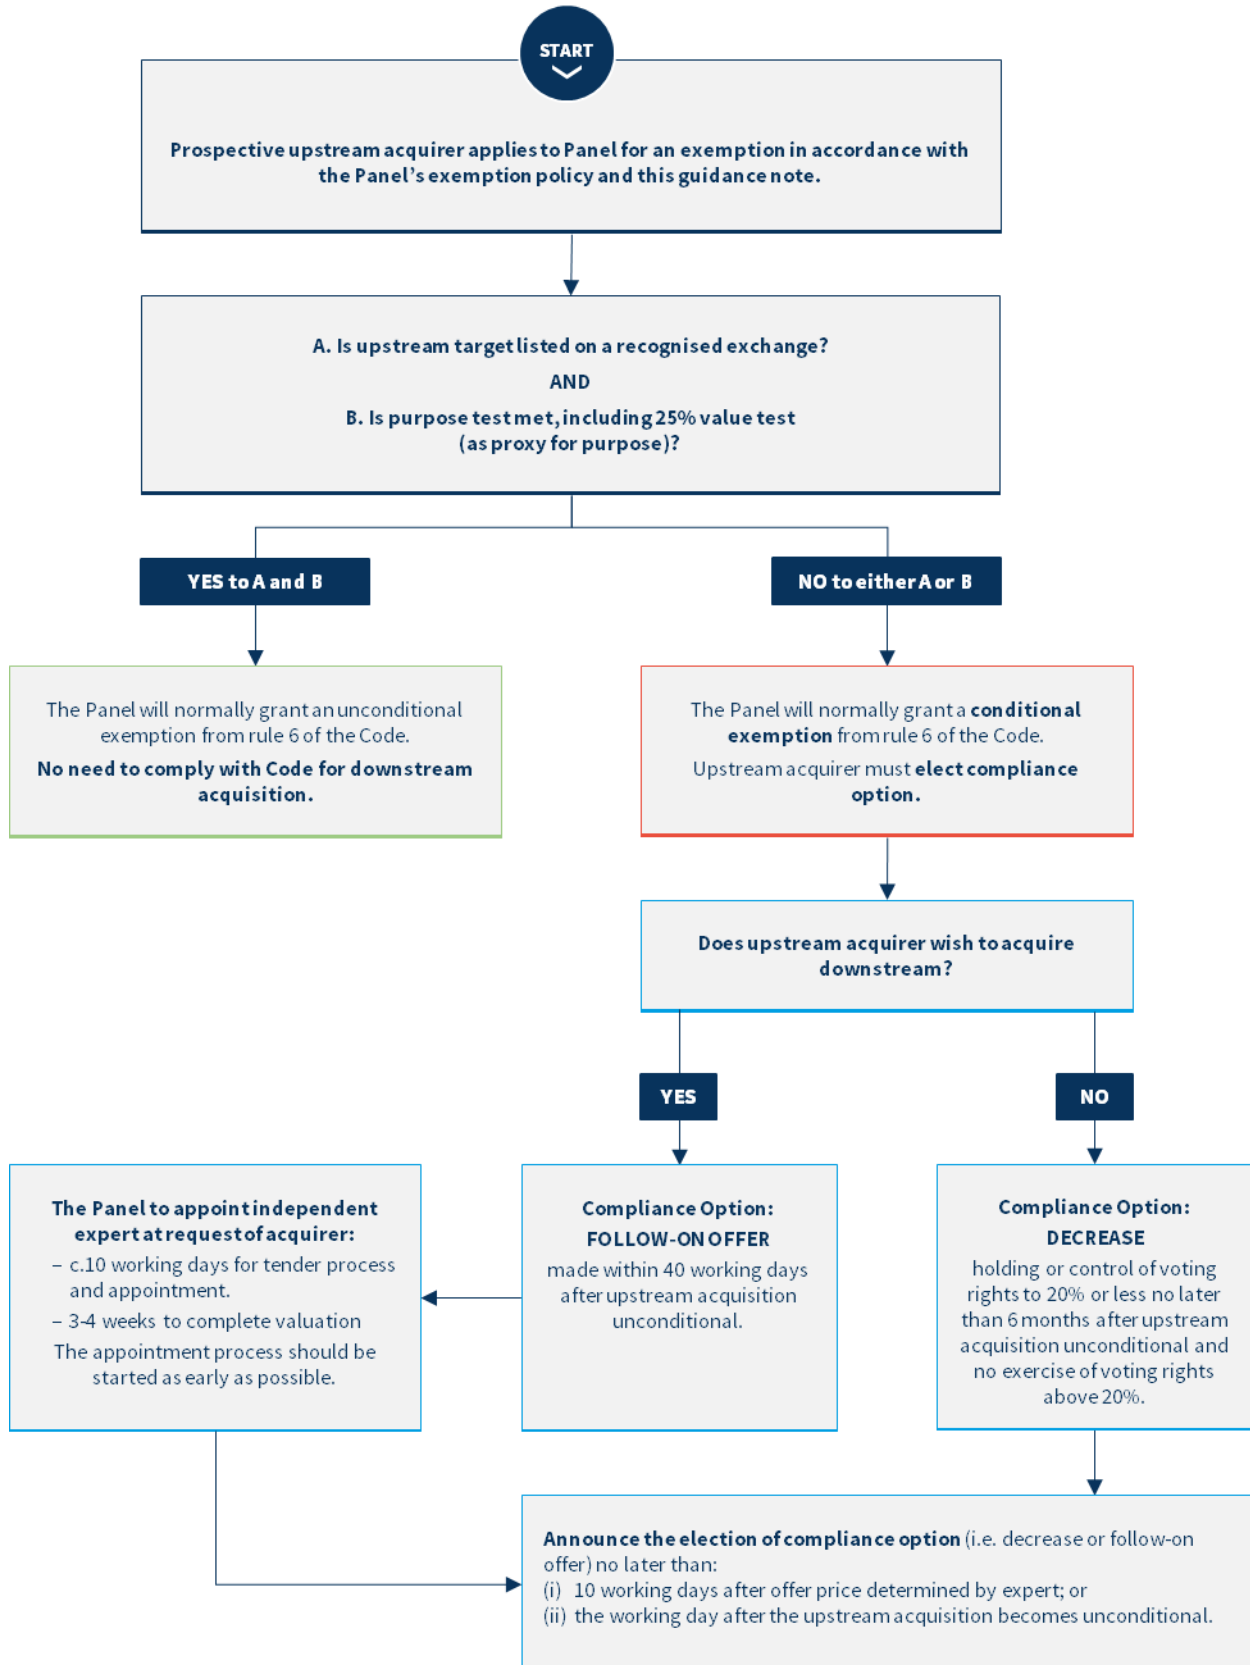 START
Prospective upstream acquirer applies to Panel for an exemption in accordance with
the Panel's exemption policy and this guidance note.
A. Is upstream target listed on a recognised exchange?
AND
B. Is purpose test met, including 25% value test
(as proxy for purpose)?
YES to A and B
NO to either A or B
The Panel will normally grant an unconditional
exemption from rule 6 of the Code.
No need to comply with Code for downstream
acquisition.
The Panel will normally grant a conditional
exemption from rule 6 of the Code.
Upstream acquirer must elect compliance
option.
Does upstream acquirer wish to acquire
downstream?
YES
NO
The Panel to appoint independent
expert at request of acquirer:
– c.10 working days for tender process
and appointment.
– 3-4 weeks to complete valuation
The appointment process should be
started as early as possible.
Compliance Option:
FOLLOW-ON OFFER
made within 40 working days
after upstream acquisition
unconditional.
Compliance Option:
DECREASE
holding or control of voting
rights to 20% or less no later
than 6 months after upstream
acquisition unconditional and
no exercise of voting rights
above 20%.
Announce the election of compliance option (i.e. decrease or follow-on
offer) no later than:
(i) 10 working days after offer price determined by expert; or
(ii) the working day after the upstream acquisition becomes unconditional.